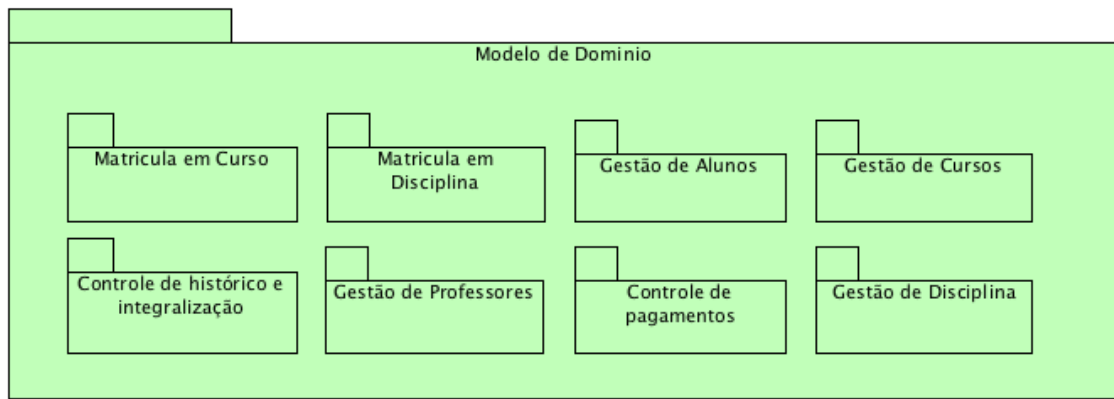 Modelo de Dominio
Matricula em Curso
Matricula em
Disciplina
Gestão de Alunos
Gestão de Cursos
Controle de histórico e
integralização
Gestão de Professores
Controle de
pagamentos
Gestão de Disciplina